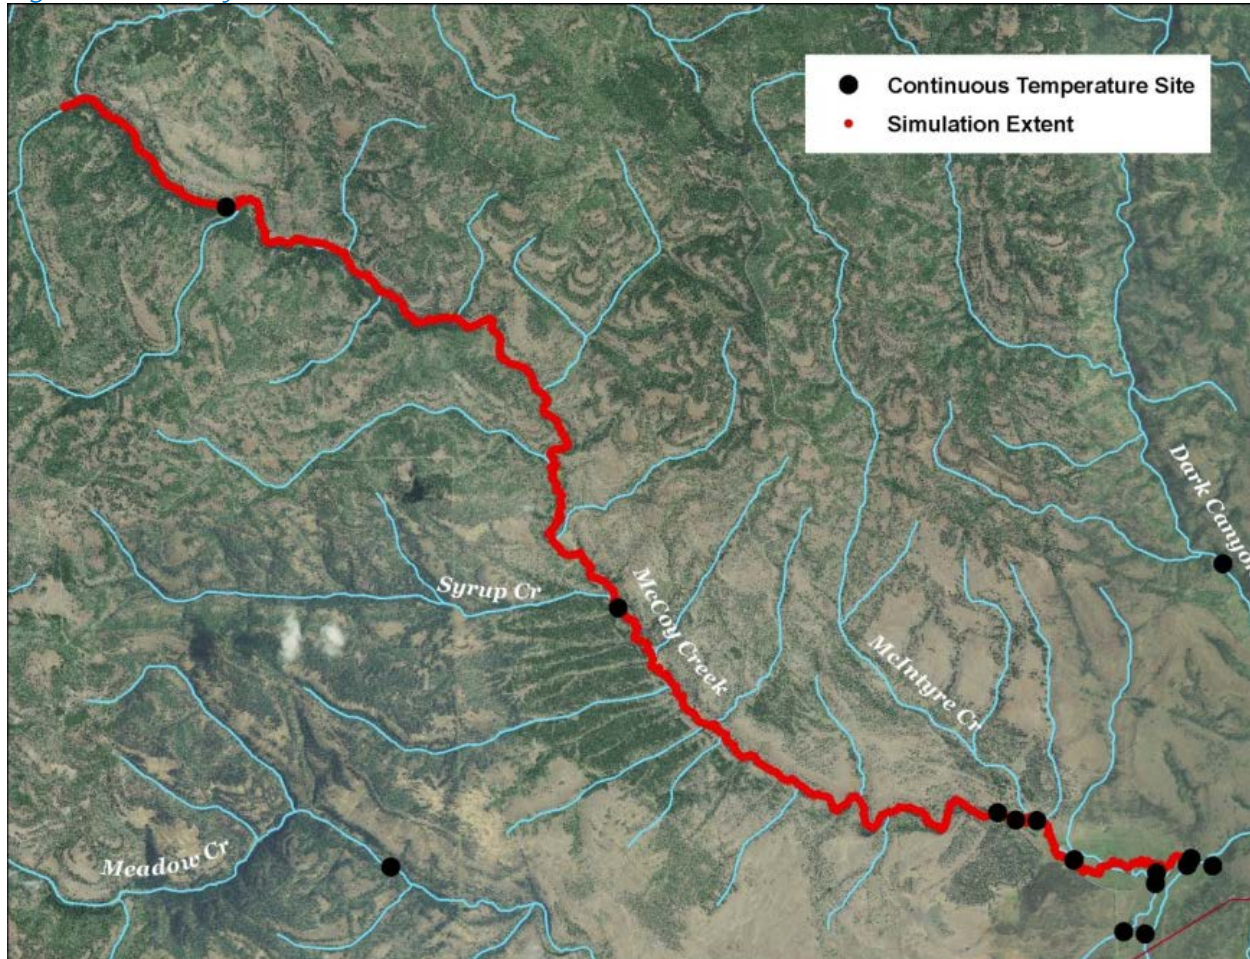 Continuous Temperature Site
Simulation Extent
Dark Canyon
Syrup Cr
McCoy Creek
McIntyre Cr
Meadow Cr